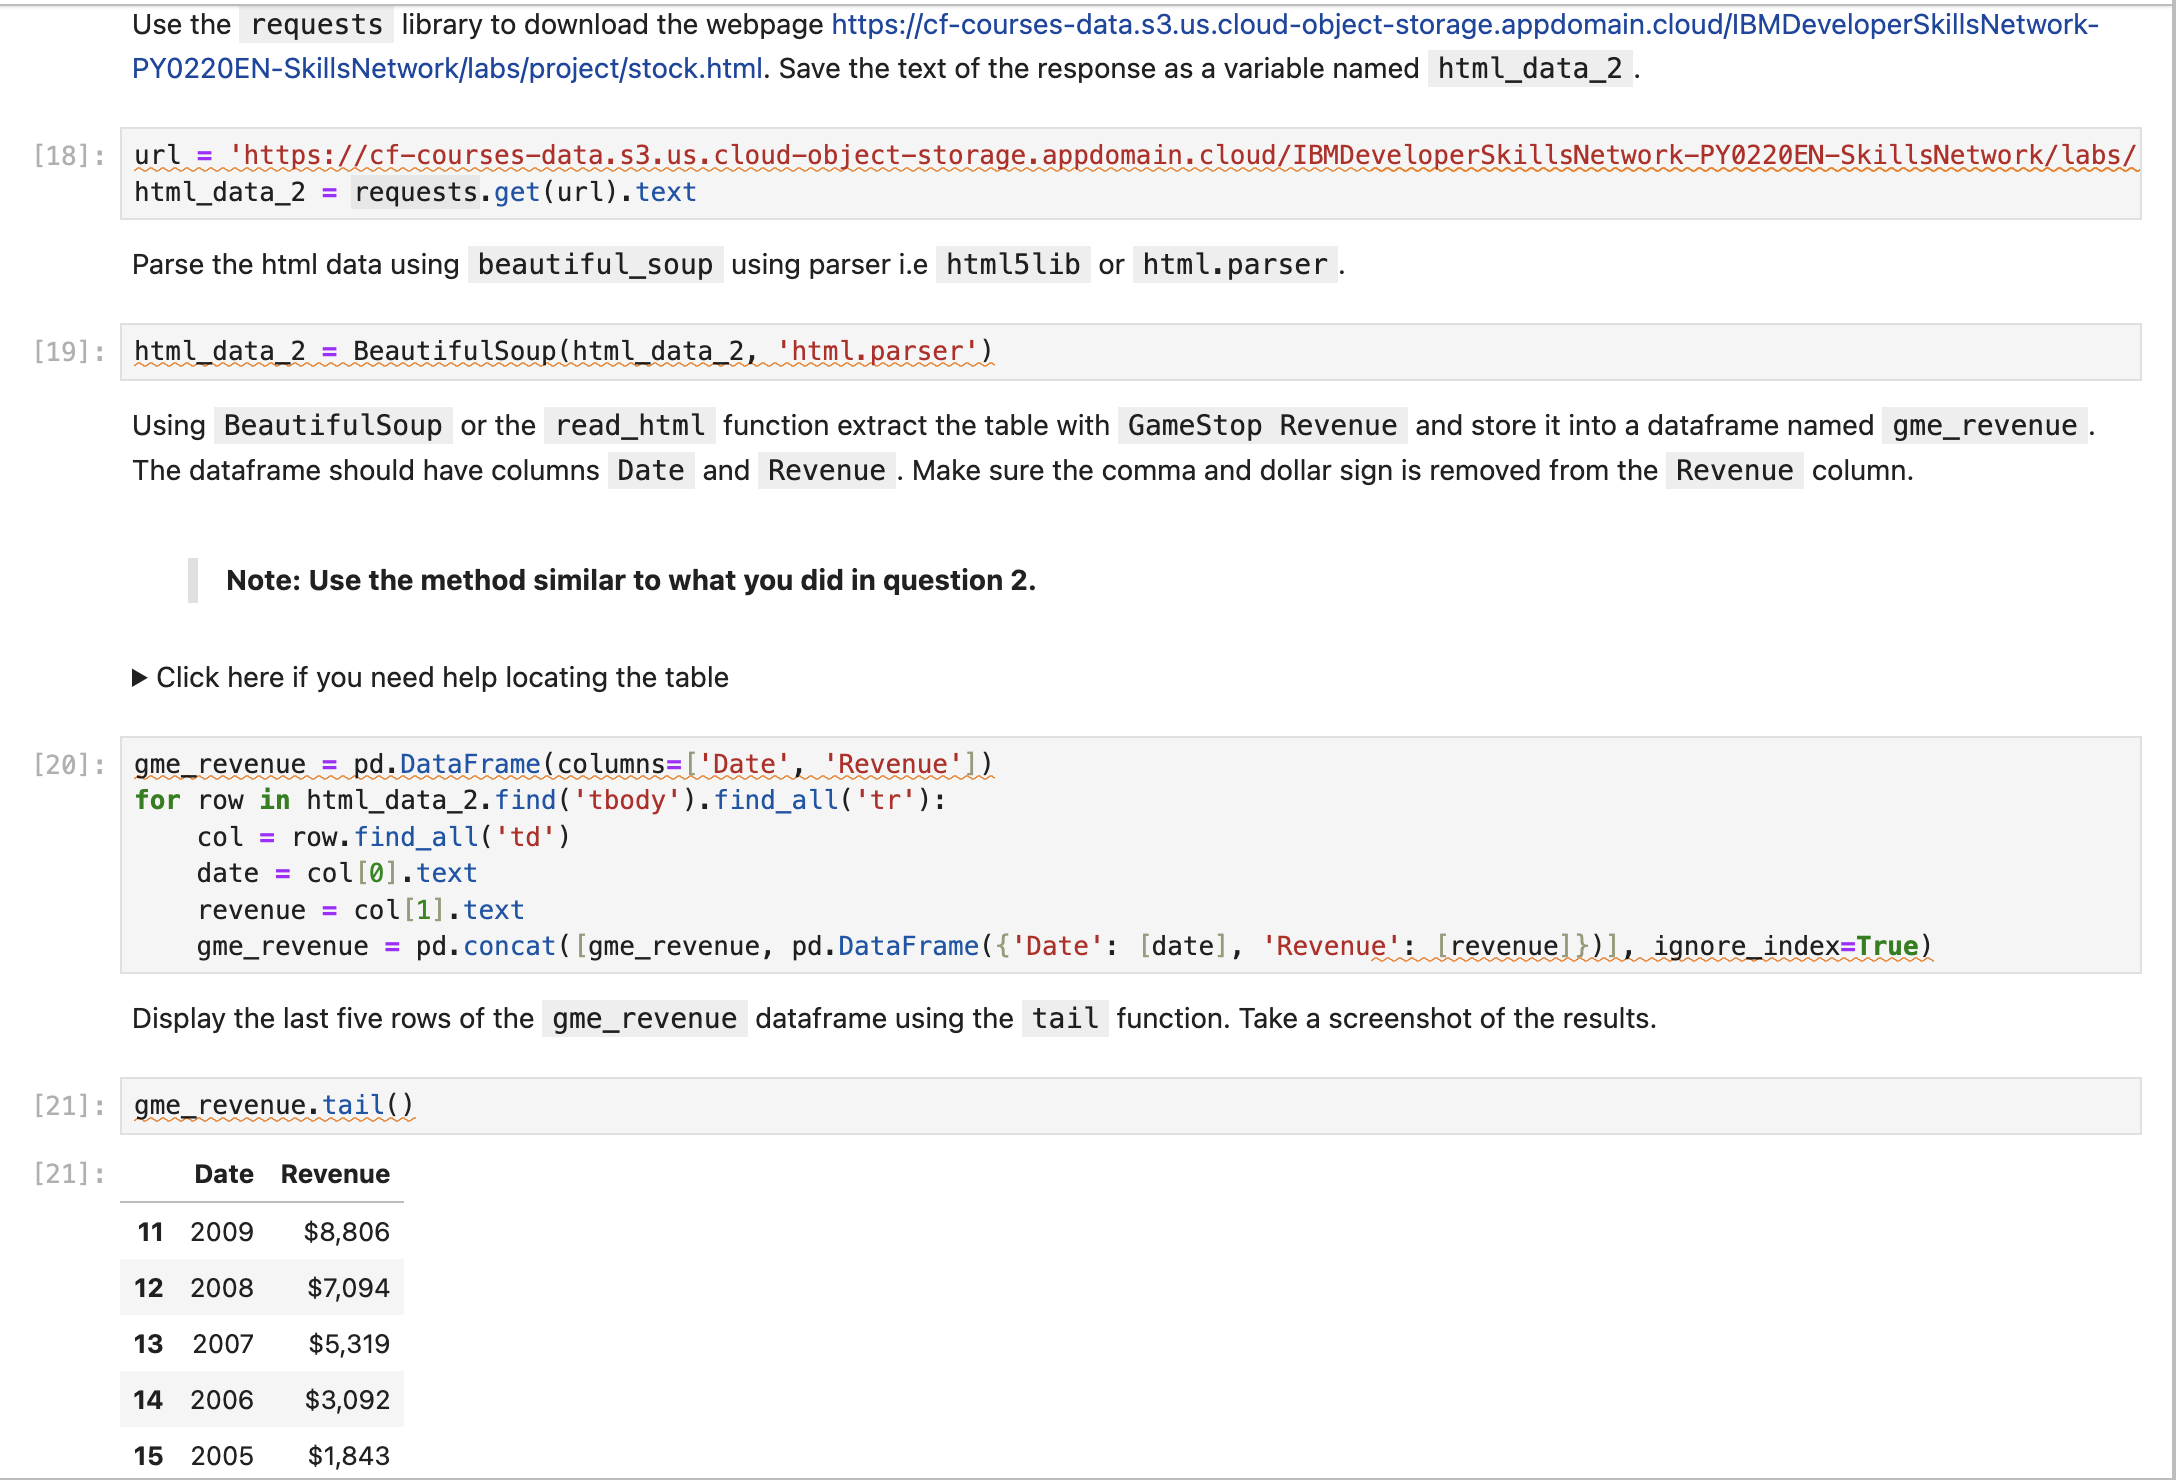 Use the requests library to download the webpage https://cf-courses-data.s3.us.cloud-object-storage.appdomain.cloud/IBMDeveloperSkillsNetwork-
PY0220EN-SkillsNetwork/labs/project/stock.html. Save the text of the response as a variable named html_data_2.
[18]: url = 'https://cf-courses-data.s3.us.cloud-object-storage.appdomain.cloud/IBMDeveloperSkillsNetwork-PY0220EN-SkillsNetwork/labs/
html_data_2 = requests.get(url).text
Parse the html data using beautiful_soup using parser i.e html5lib or html.parser.
[19]: html_data_2 = BeautifulSoup(html_data_2, 'html.parser')
Using BeautifulSoup or the read_html function extract the table with GameStop Revenue and store it into a dataframe named gme_revenue.
The dataframe should have columns Date and Revenue. Make sure the comma and dollar sign is removed from the Revenue column.
Note: Use the method similar to what you did in question 2.
▶ Click here if you need help locating the table
[20]: gme_revenue = pd.DataFrame(columns=['Date', 'Revenue'])
for row in html_data_2.find('tbody').find_all('tr'):
    col = row.find_all('td')
    date = col[0].text
    revenue = col[1].text
    gme_revenue = pd.concat([gme_revenue, pd.DataFrame({'Date': [date], 'Revenue': [revenue]})], ignore_index=True)
Display the last five rows of the gme_revenue dataframe using the tail function. Take a screenshot of the results.
[21]: gme_revenue.tail()
[21]: Date Revenue
11 2009 $8,806
12 2008 $7,094
13 2007 $5,319
14 2006 $3,092
15 2005 $1,843